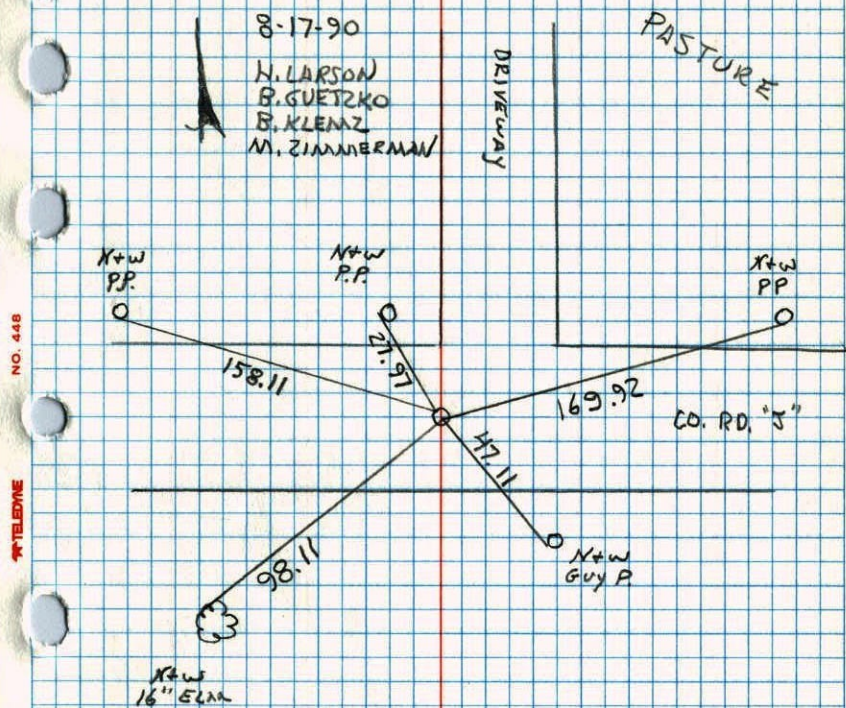 8-17-90
H. LARSON
B. GUETZKO
B. KLEMZ
M. ZIMMERMAN
DRIVEWAY
PASTURE
N+W
P.P.
N+W
P.P.
N+W
PP
158.11
27.97
169.92
CO. RD. "J"
47.11
98.11
N+W
GUY P.
N+W
16" ELM
NO. 448
TELEDYNE